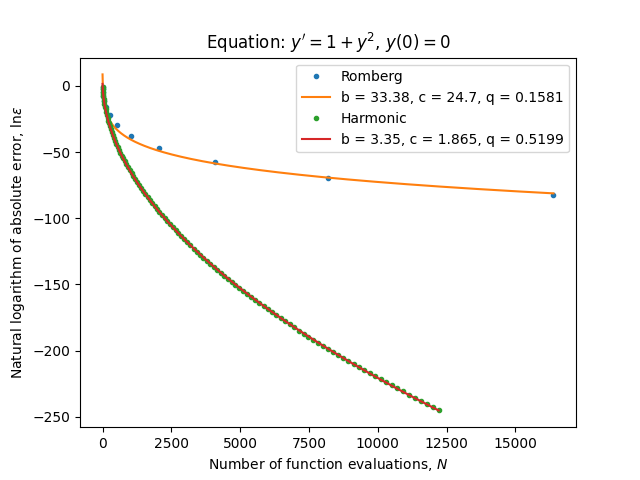 Equation: y′ = 1 + y², y(0) = 0
Natural logarithm of absolute error, lnε
0
−50
−100
−150
−200
−250
Romberg
b = 33.38, c = 24.7, q = 0.1581
Harmonic
b = 3.35, c = 1.865, q = 0.5199
0 2500 5000 7500 10000 12500 15000
Number of function evaluations, N